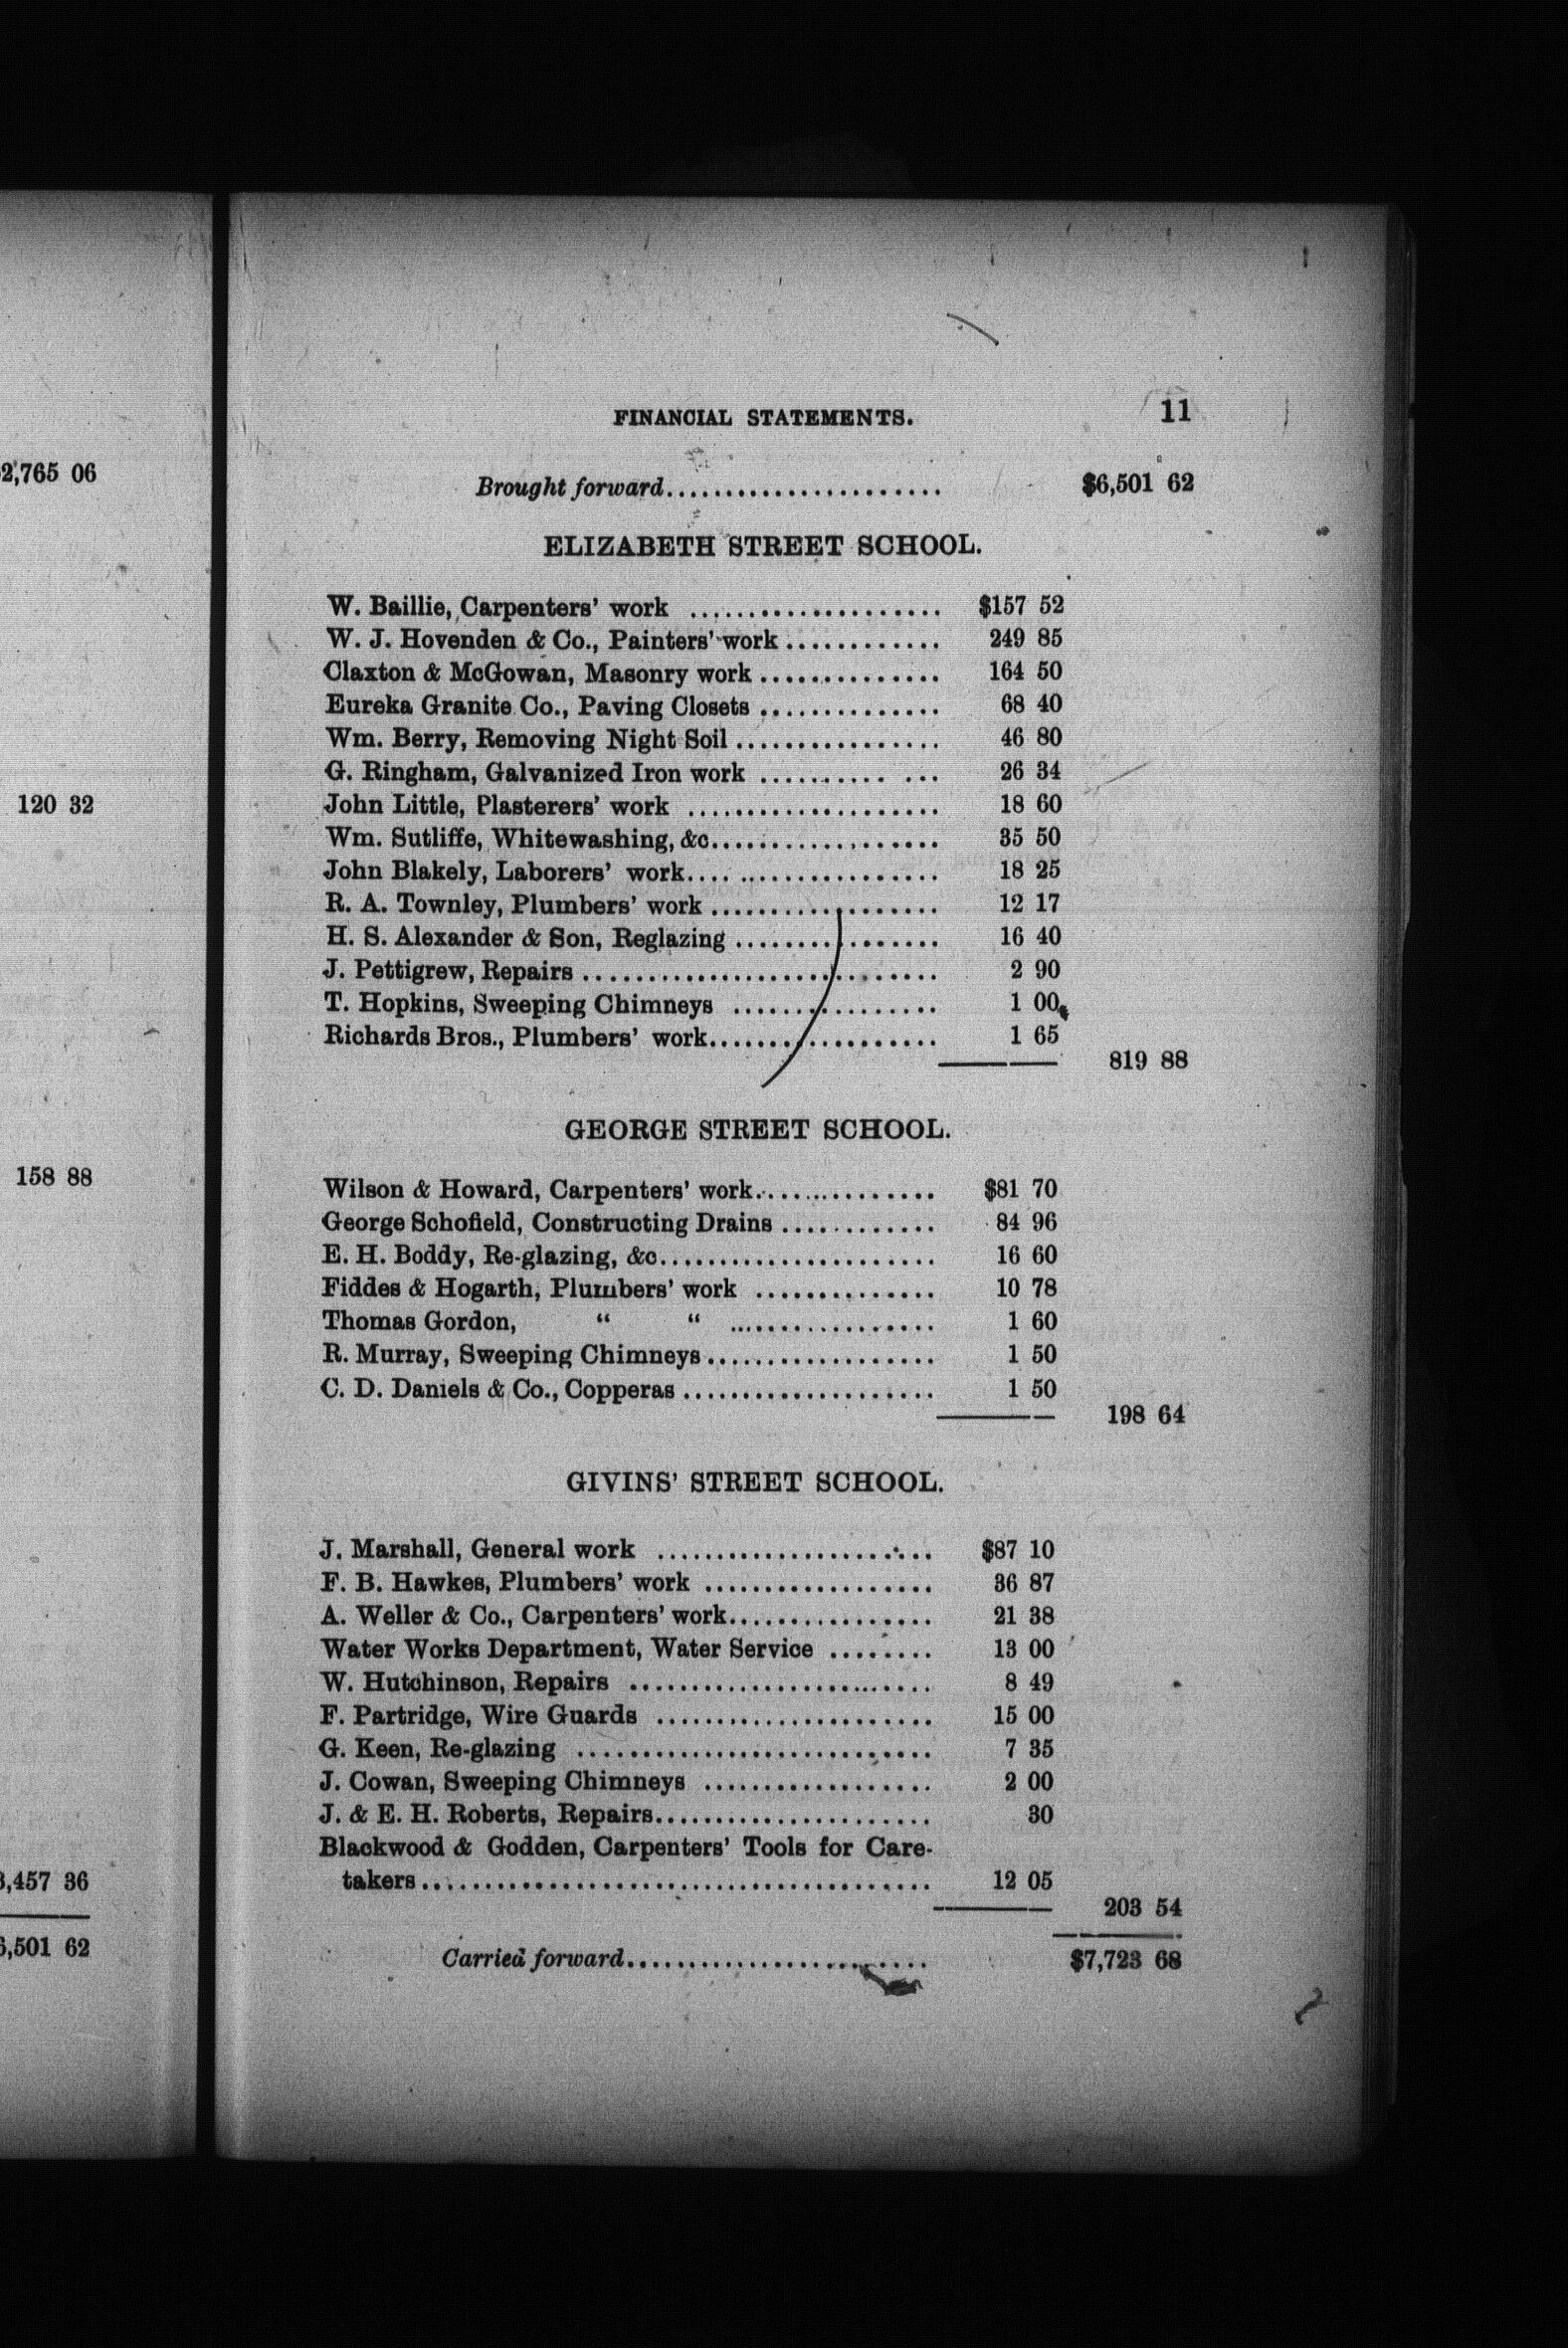 2,765 06
120 32
158 88
,457 36
,501 62
FINANCIAL STATEMENTS. 11
Brought forward...................... $6,501 62
ELIZABETH STREET SCHOOL.
W. Baillie, Carpenters' work ..................... $157 52
W. J. Hovenden & Co., Painters' work ............. 249 85
Claxton & McGowan, Masonry work ............... 164 50
Eureka Granite Co., Paving Closets ............... 68 40
Wm. Berry, Removing Night Soil ................. 46 80
G. Ringham, Galvanized Iron work .......... ... 26 34
John Little, Plasterers' work ..................... 18 60
Wm. Sutliffe, Whitewashing, &c................... 35 50
John Blakely, Laborers' work.... ................ 18 25
R. A. Townley, Plumbers' work ................... 12 17
H. S. Alexander & Son, Reglazing ................. 16 40
J. Pettigrew, Repairs ............................. 2 90
T. Hopkins, Sweeping Chimneys ................. 1 00
Richards Bros., Plumbers' work................... 1 65
819 88
GEORGE STREET SCHOOL.
Wilson & Howard, Carpenters' work............... $81 70
George Schofield, Constructing Drains ............. 84 96
E. H. Boddy, Re-glazing, &c....................... 16 60
Fiddes & Hogarth, Plumbers' work ............... 10 78
Thomas Gordon, " " ................. 1 60
R. Murray, Sweeping Chimneys................... 1 50
C. D. Daniels & Co., Copperas ..................... 1 50
198 64
GIVINS' STREET SCHOOL.
J. Marshall, General work ....................... $87 10
F. B. Hawkes, Plumbers' work ................... 36 87
A. Weller & Co., Carpenters' work................. 21 38
Water Works Department, Water Service ........ 13 00
W. Hutchinson, Repairs ......................... 8 49
F. Partridge, Wire Guards ....................... 15 00
G. Keen, Re-glazing ............................. 7 35
J. Cowan, Sweeping Chimneys ................... 2 00
J. & E. H. Roberts, Repairs....................... 30
Blackwood & Godden, Carpenters' Tools for Care-
takers.......................................... 12 05
203 54
Carried forward......................... $7,723 68